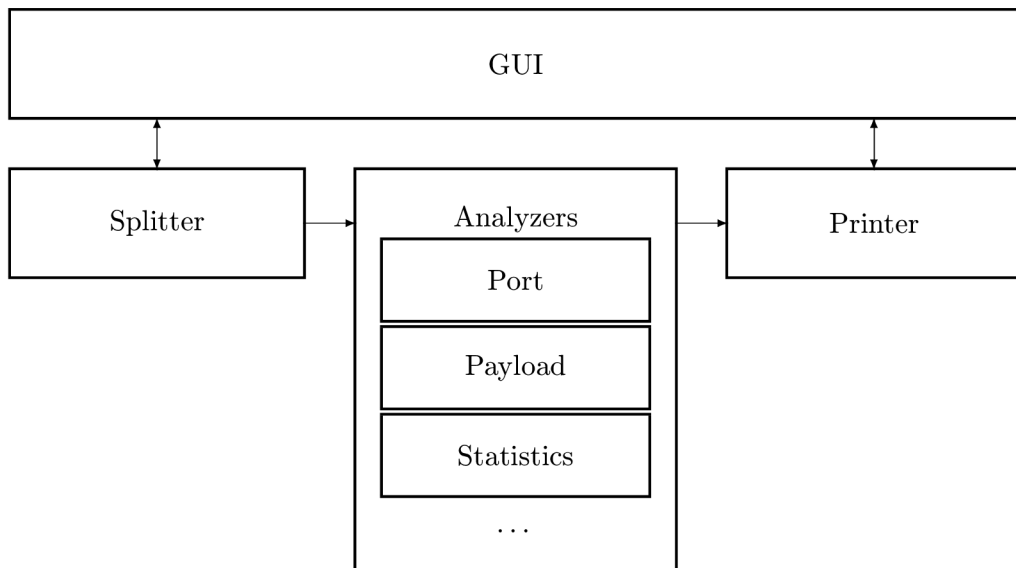 GUI
Splitter
Analyzers
Printer
Port
Payload
Statistics
...